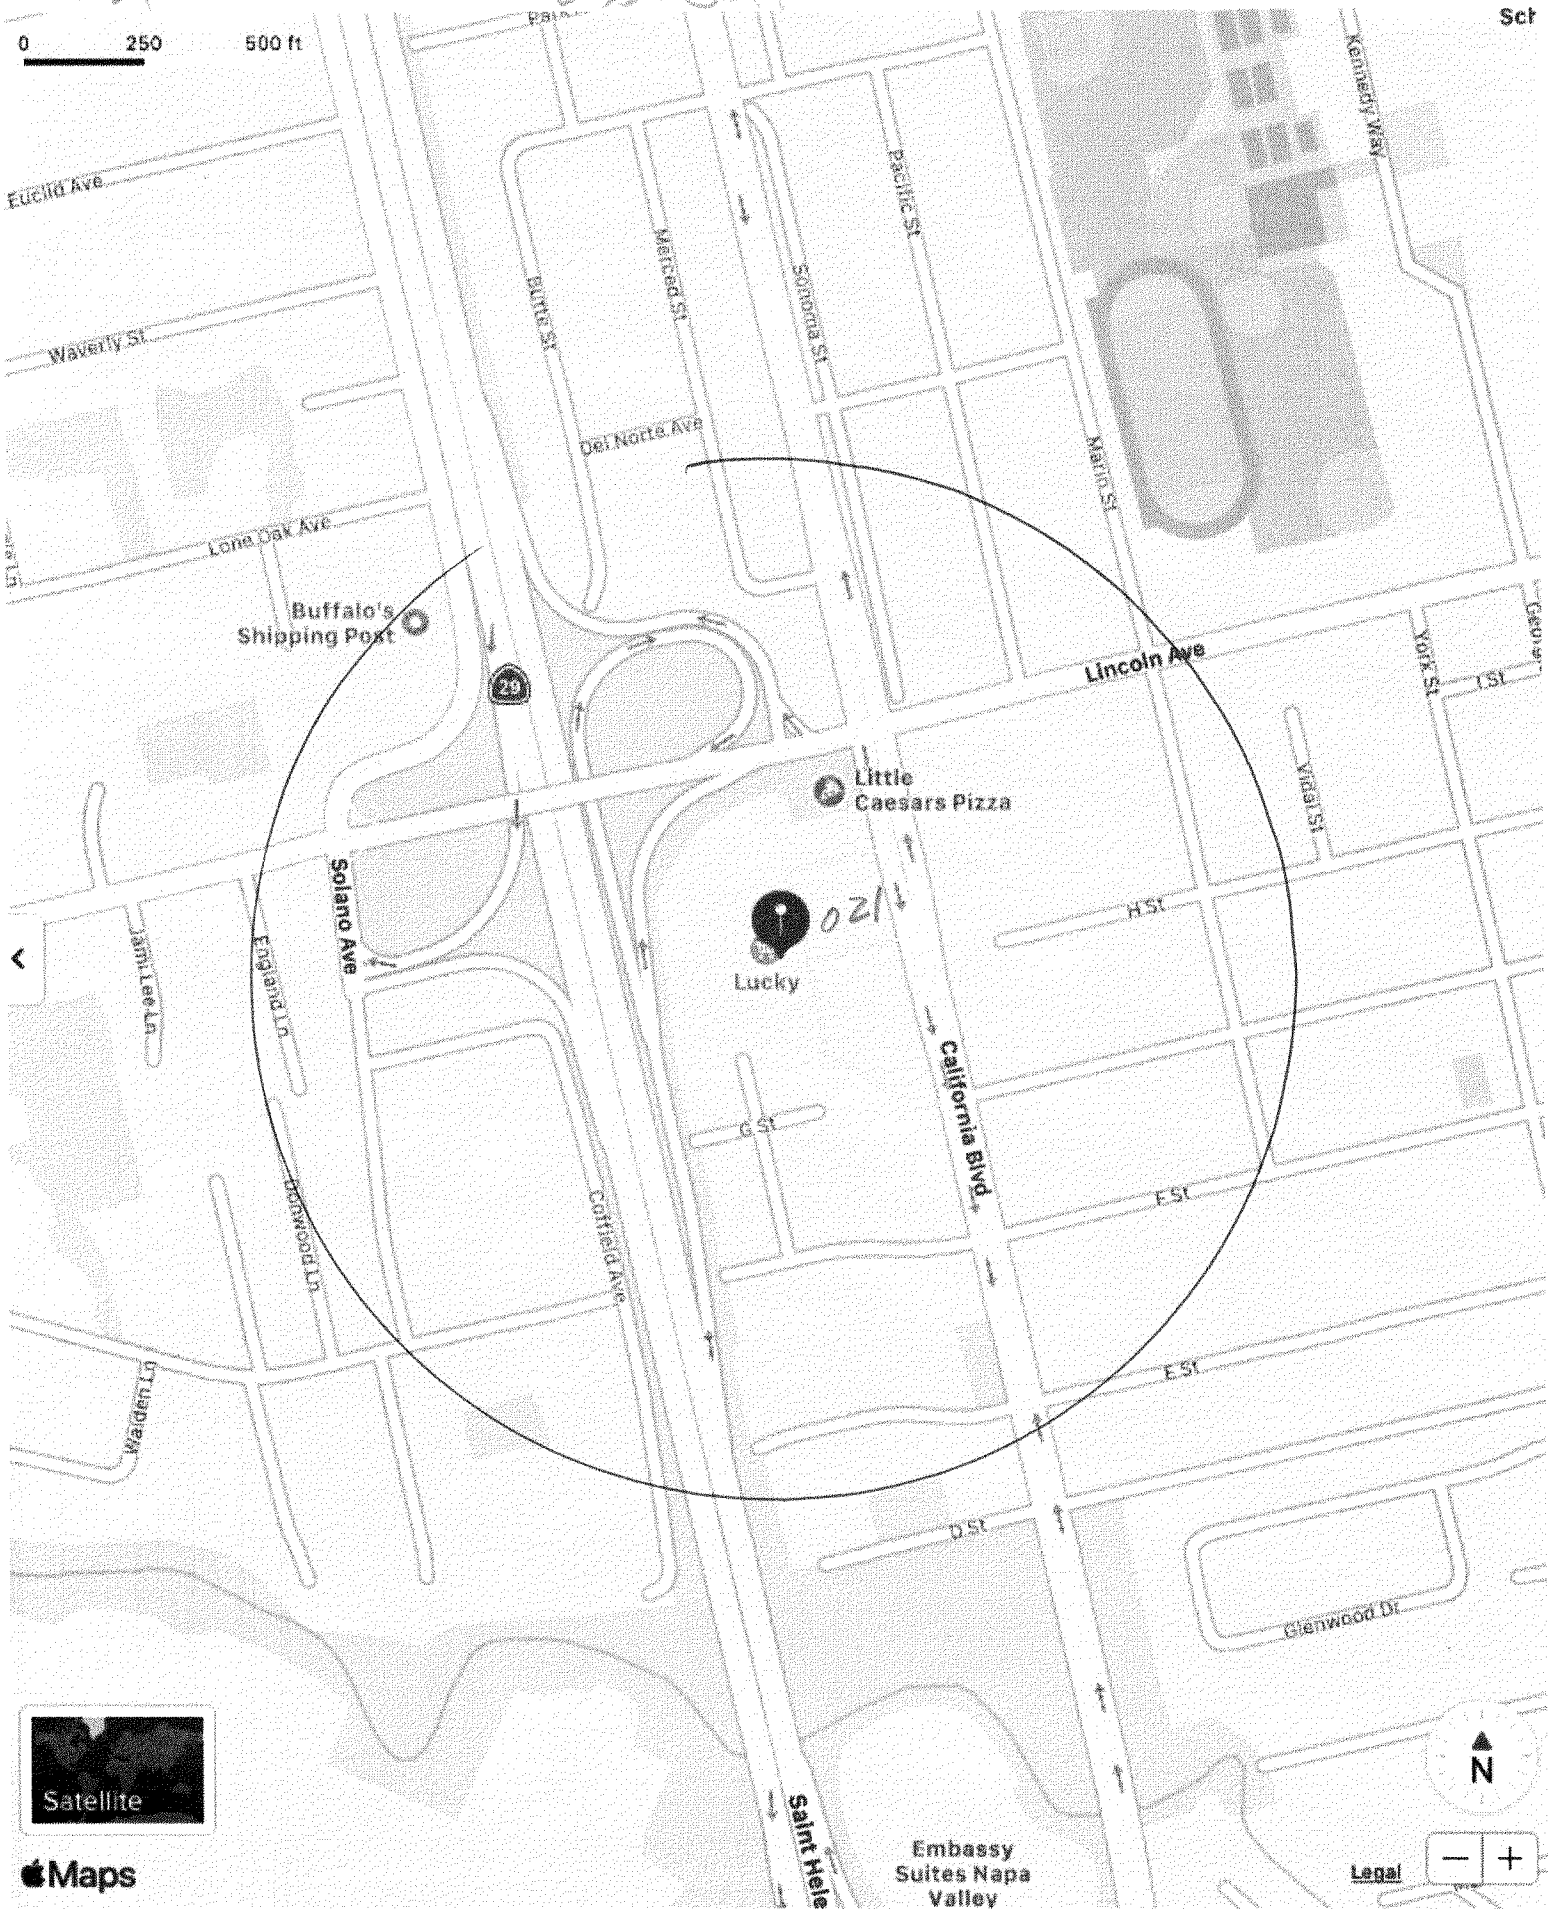 0 250 500 ft
Sch
Kennedy Way
Euclid Ave
Pacific St
Merced St
Sonoma St
Butte St
Waverly St
Del Norte Ave
Marin St
Lone Oak Ave
Buffalo's
Shipping Post
29
Lincoln Ave
York St
I St
Little
Caesars Pizza
Vidal St
Solano Ave
021
H St
Lucky
Jami Lee Ln
England Ln
California Blvd
G St
Donwood Ln
Coffield Ave
F St
E St
Walden Ln
D St
Glenwood Dr
Satellite
N
Saint Hele
Maps
Embassy
Suites Napa
Valley
Legal
− +